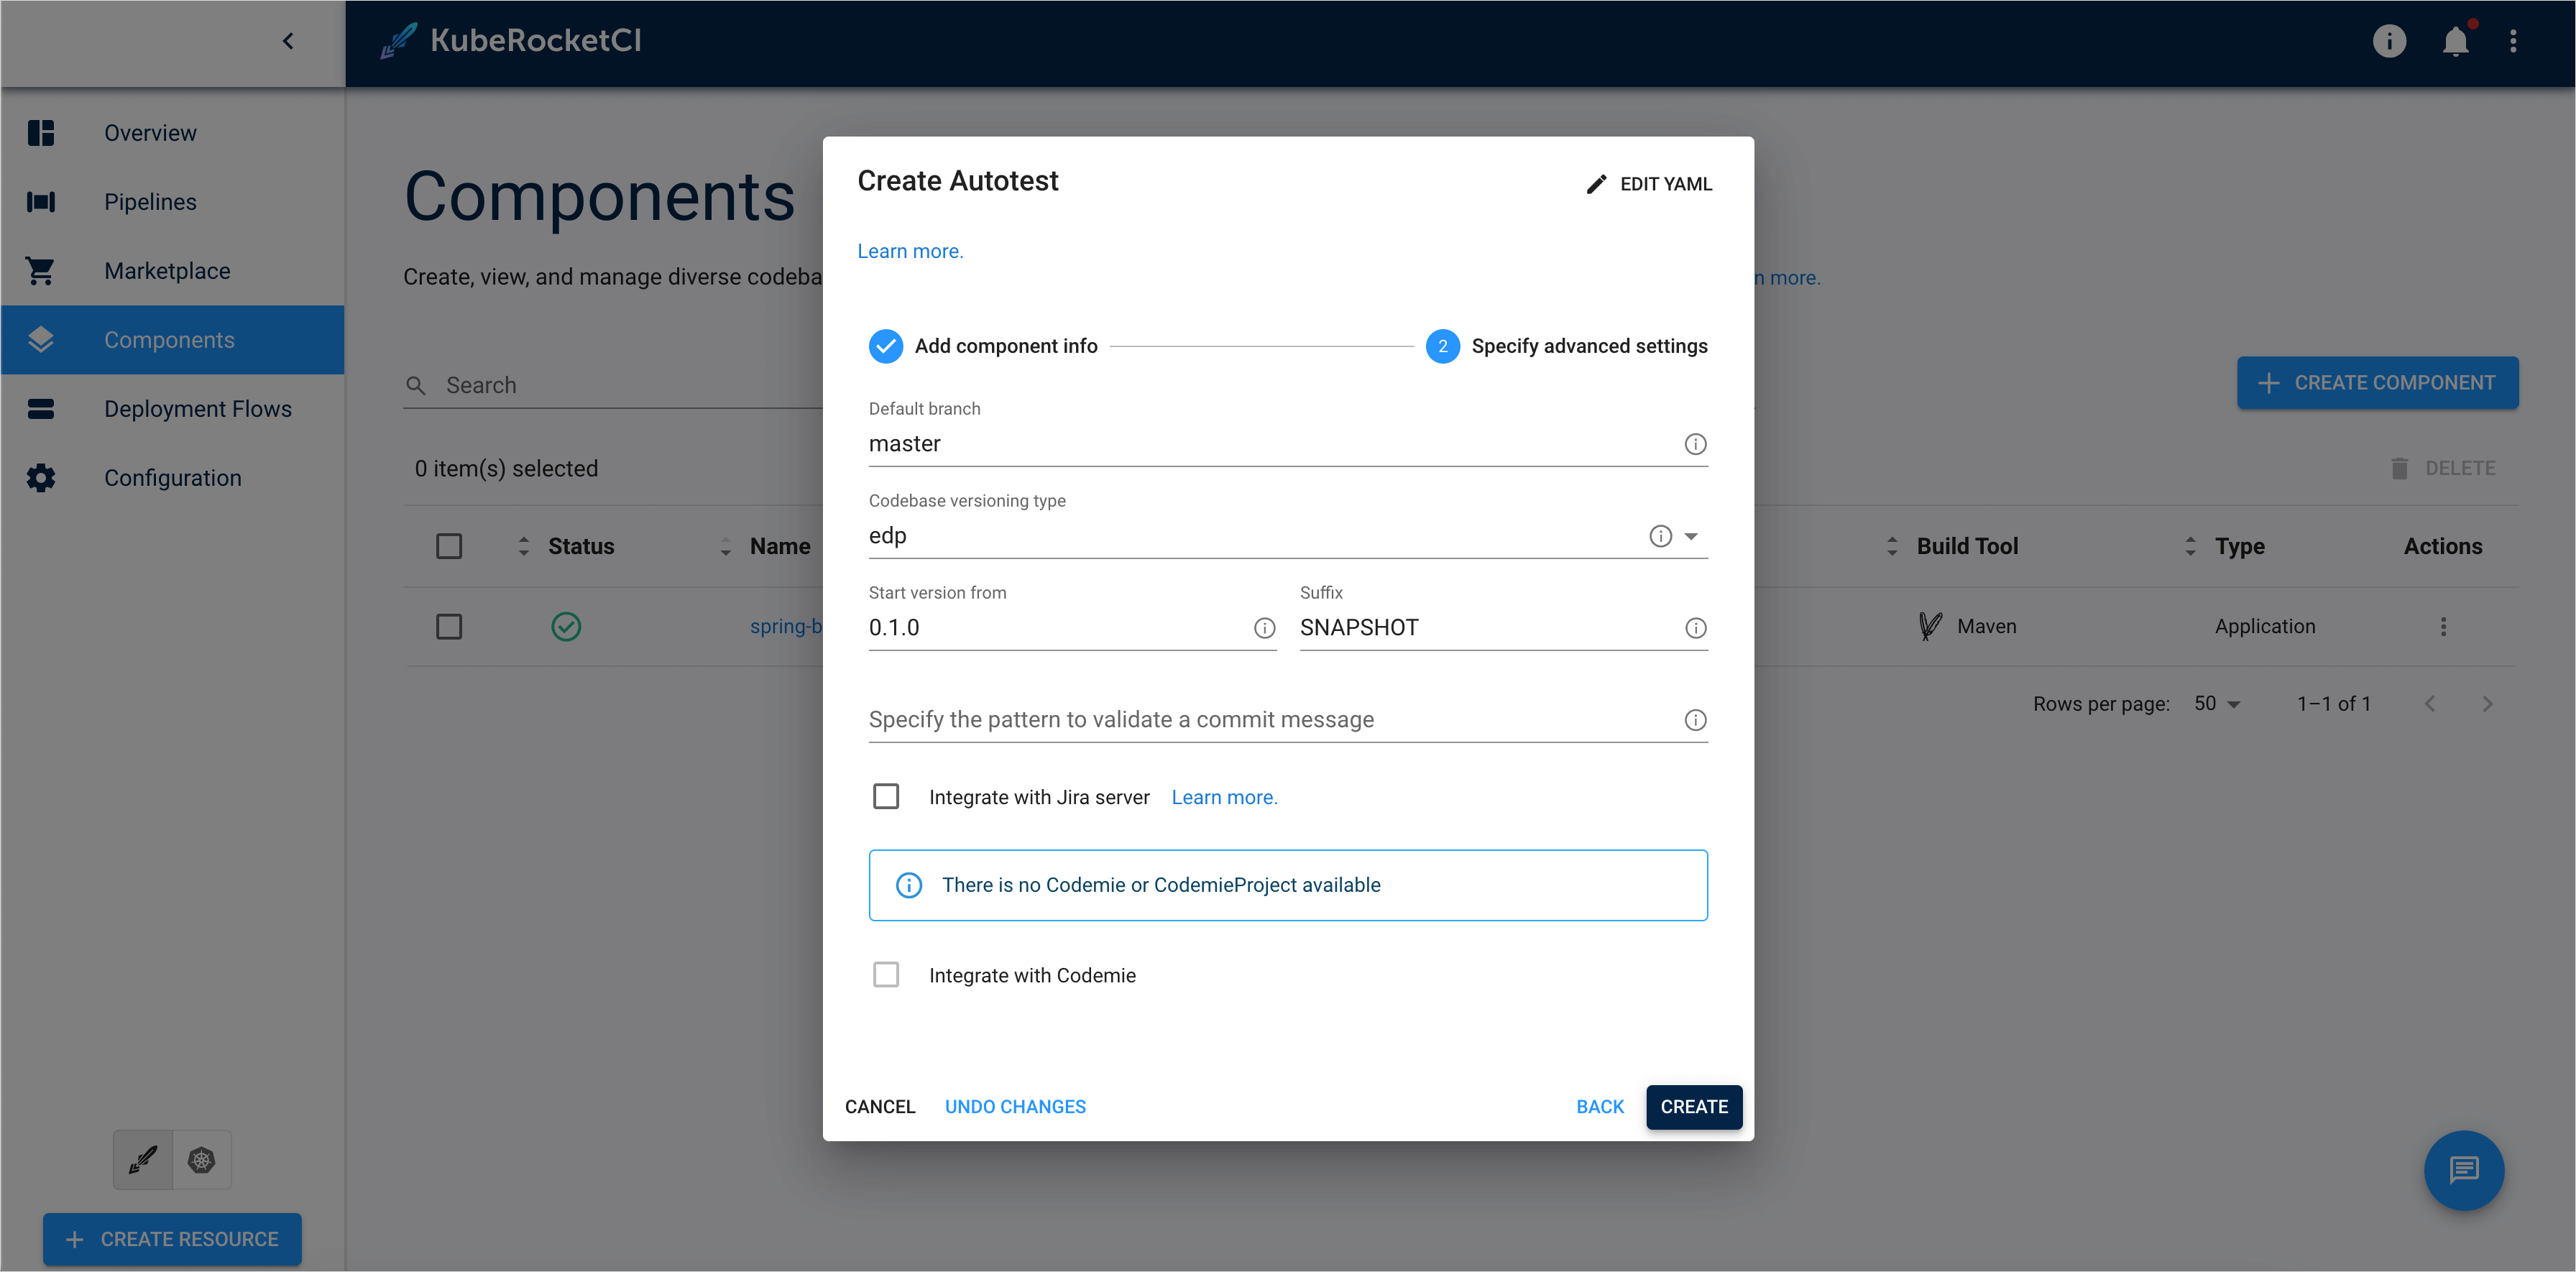 KubeRocketCI
Overview
Pipelines
Marketplace
Components
Deployment Flows
Configuration
CREATE RESOURCE
Components
Create, view, and manage diverse codeba
n more.
Search
CREATE COMPONENT
0 item(s) selected
DELETE
Status Name Build Tool Type Actions
spring-b Maven Application
Rows per page: 50 1–1 of 1
Create Autotest
EDIT YAML
Learn more.
Add component info
2 Specify advanced settings
Default branch
master
Codebase versioning type
edp
Start version from Suffix
0.1.0 SNAPSHOT
Specify the pattern to validate a commit message
Integrate with Jira server Learn more.
There is no Codemie or CodemieProject available
Integrate with Codemie
CANCEL UNDO CHANGES BACK CREATE